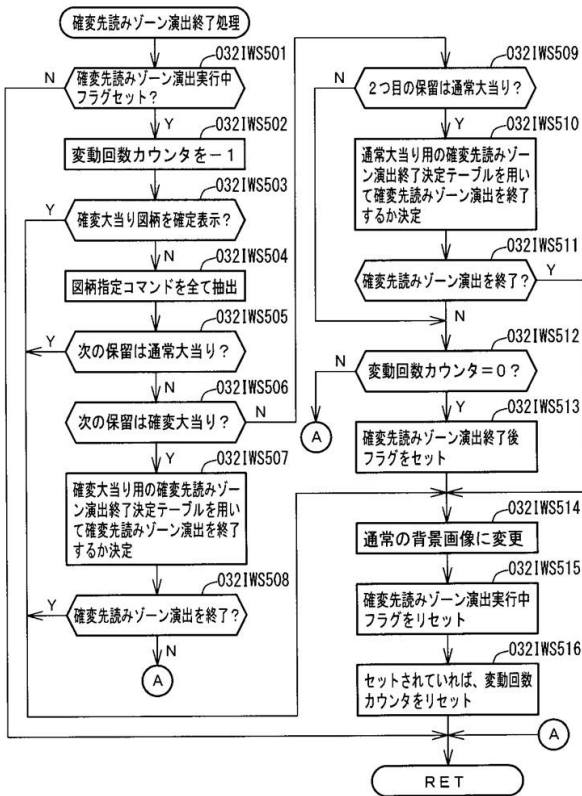 確変先読みゾーン演出終了処理
032IWS501
N
確変先読みゾーン演出実行中
フラグセット？
Y
032IWS502
変動回数カウンタを－１
032IWS503
Y
確変大当り図柄を確定表示？
N
032IWS504
図柄指定コマンドを全て抽出
032IWS505
Y
次の保留は通常大当り？
N
032IWS506
次の保留は確変大当り？
N
Y
032IWS507
確変大当り用の確変先読みゾー
ン演出終了決定テーブルを用い
て確変先読みゾーン演出を終了
するか決定
032IWS508
Y
確変先読みゾーン演出を終了？
N
A
032IWS509
N
２つ目の保留は通常大当り？
Y
032IWS510
通常大当り用の確変先読みゾー
ン演出終了決定テーブルを用い
て確変先読みゾーン演出を終了
するか決定
032IWS511
確変先読みゾーン演出を終了？
Y
N
032IWS512
N
変動回数カウンタ＝０？
A
Y
032IWS513
確変先読みゾーン演出終了後
フラグをセット
032IWS514
通常の背景画像に変更
032IWS515
確変先読みゾーン演出実行中
フラグをリセット
032IWS516
セットされていれば、変動回数
カウンタをリセット
A
RET